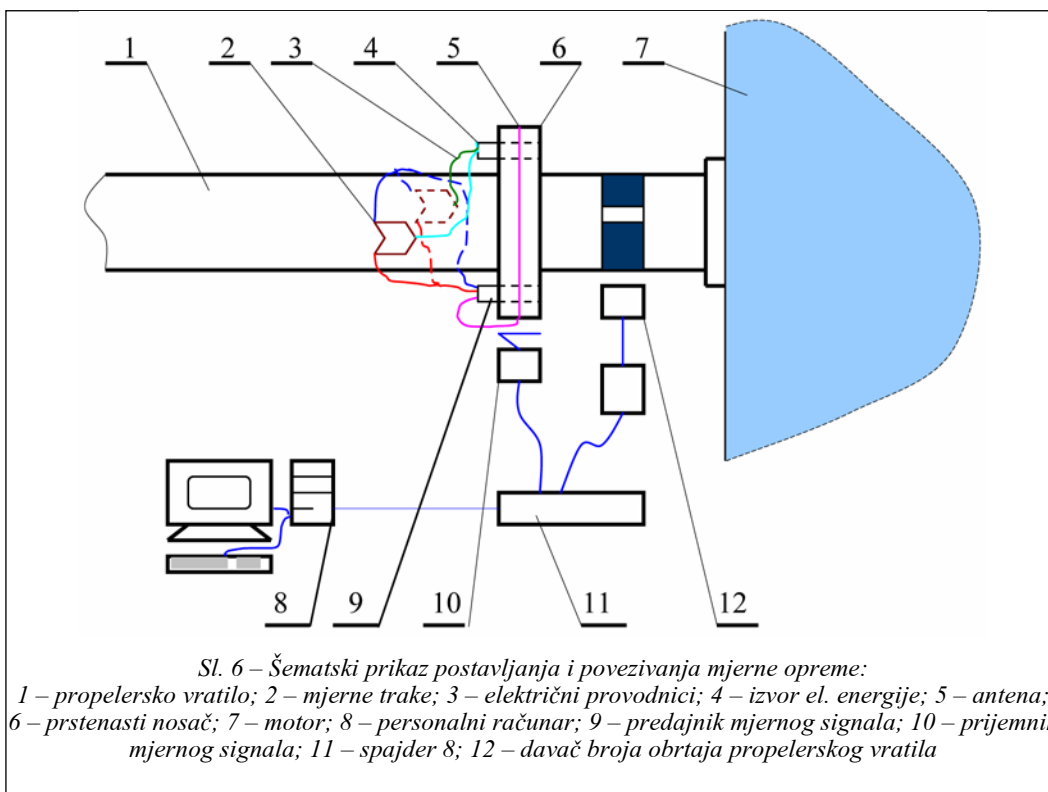 1 2 3 4 5 6 7
8 9 10 11 12
Sl. 6 – Šematski prikaz postavljanja i povezivanja mjerne opreme:
1 – propelersko vratilo; 2 – mjerne trake; 3 – električni provodnici; 4 – izvor el. energije; 5 – antena;
6 – prstenasti nosač; 7 – motor; 8 – personalni računar; 9 – predajnik mjernog signala; 10 – prijemnik
mjernog signala; 11 – spajder 8; 12 – davač broja obrtaja propelerskog vratila